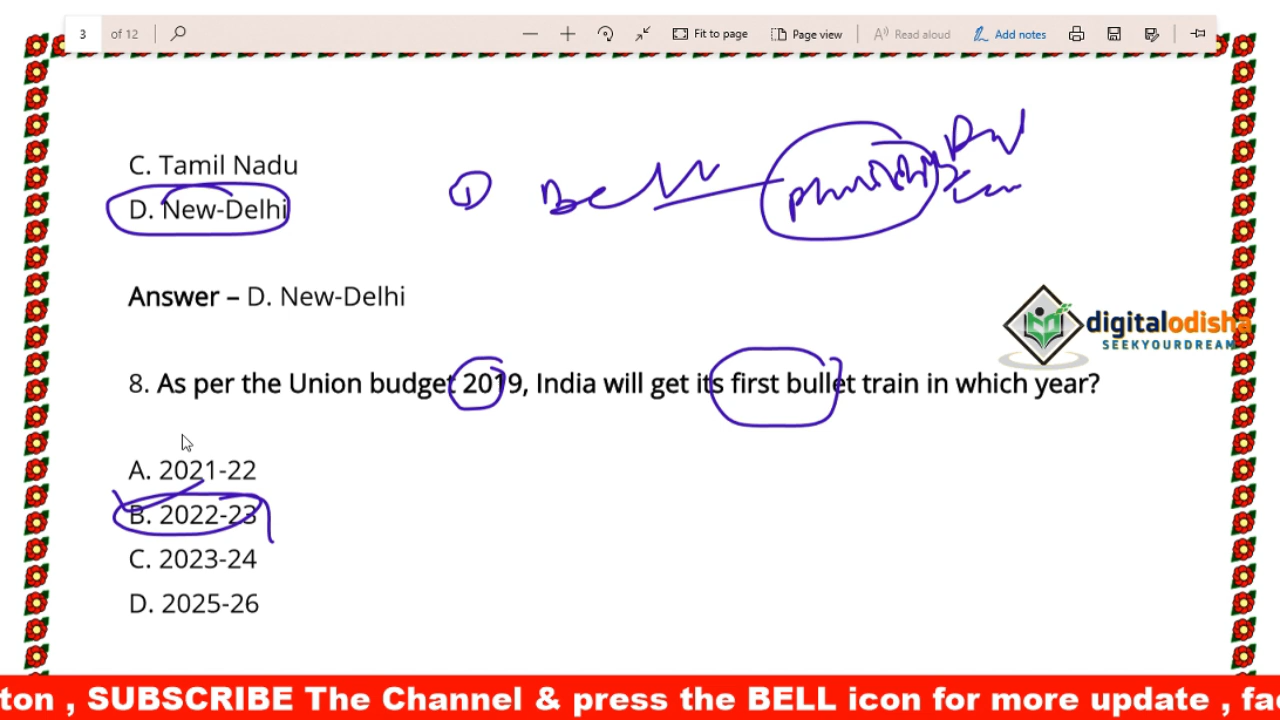 3 of 12 Fit to page Page view Read aloud Add notes
C. Tamil Nadu
D. New-Delhi
Answer – D. New-Delhi
digitalodisha
SEEKYOURDREAM
8. As per the Union budget 2019, India will get its first bullet train in which year?
A. 2021-22
B. 2022-23
C. 2023-24
D. 2025-26
ton , SUBSCRIBE The Channel & press the BELL icon for more update , fa